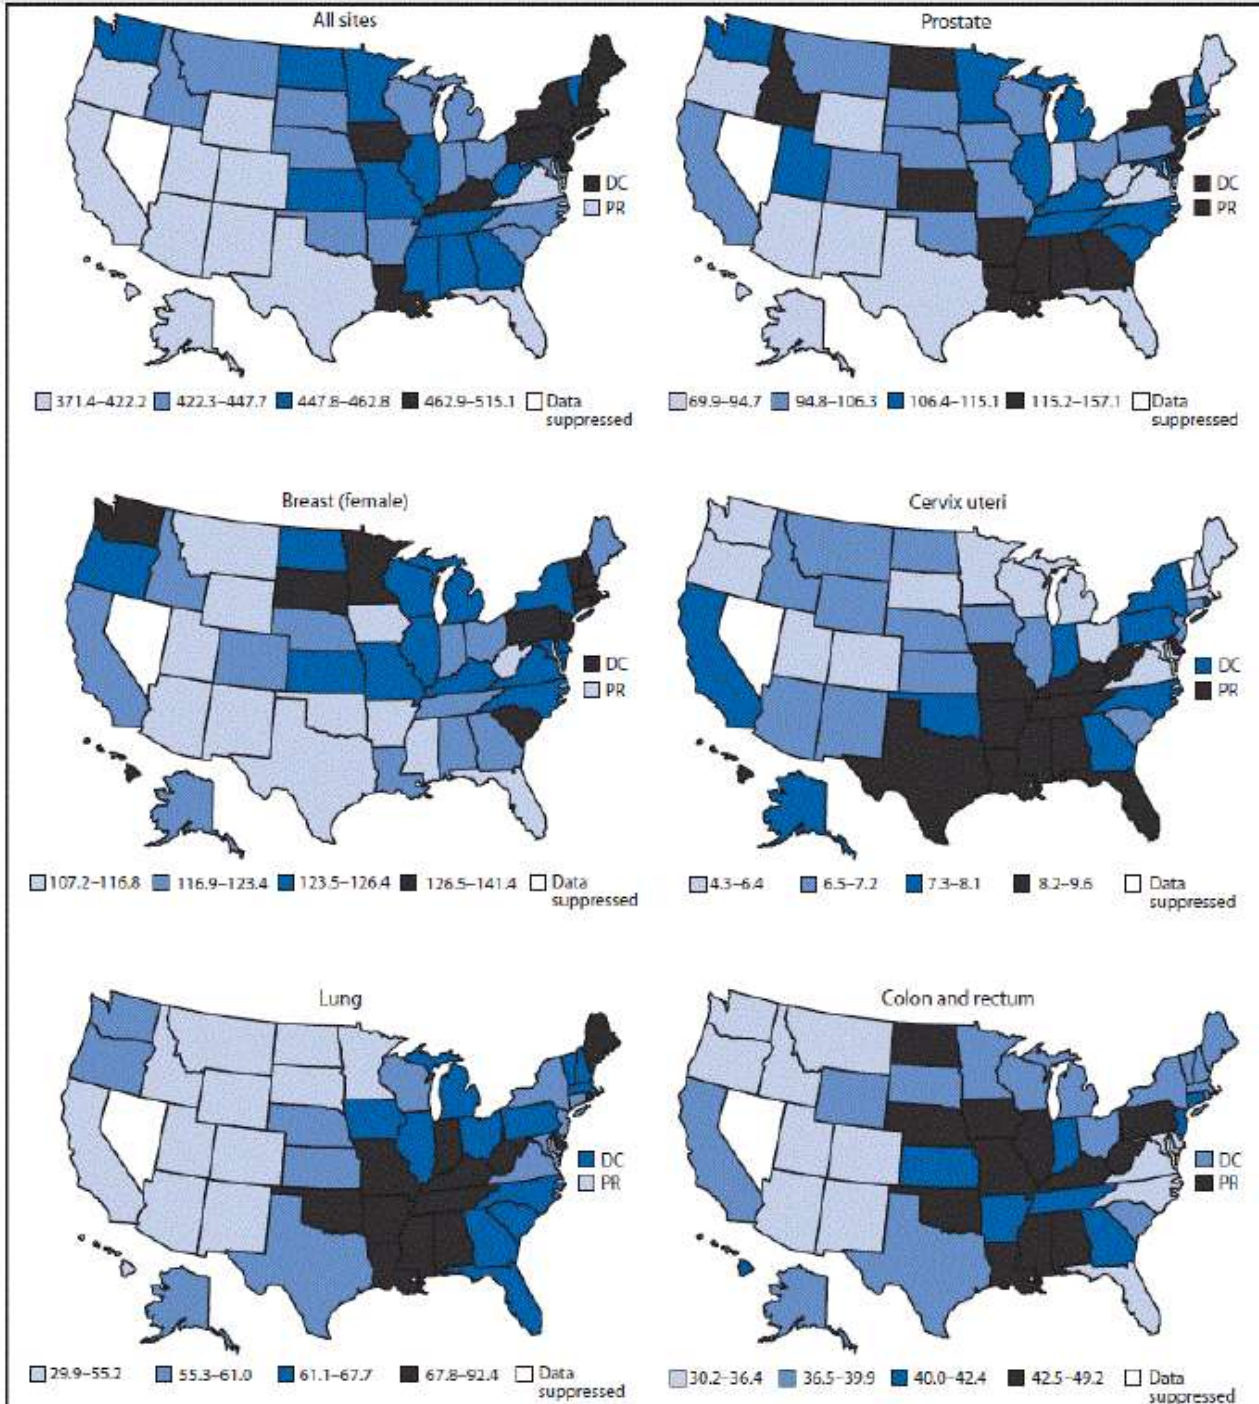 All sites
DC
PR
371.4–422.2 422.3–447.7 447.8–462.8 462.9–515.1 Data
suppressed
Prostate
DC
PR
69.9–94.7 94.8–106.3 106.4–115.1 115.2–157.1 Data
suppressed
Breast (female)
DC
PR
107.2–116.8 116.9–123.4 123.5–126.4 126.5–141.4 Data
suppressed
Cervix uteri
DC
PR
4.3–6.4 6.5–7.2 7.3–8.1 8.2–9.6 Data
suppressed
Lung
DC
PR
29.9–55.2 55.3–61.0 61.1–67.7 67.8–92.4 Data
suppressed
Colon and rectum
DC
PR
30.2–36.4 36.5–39.9 40.0–42.4 42.5–49.2 Data
suppressed